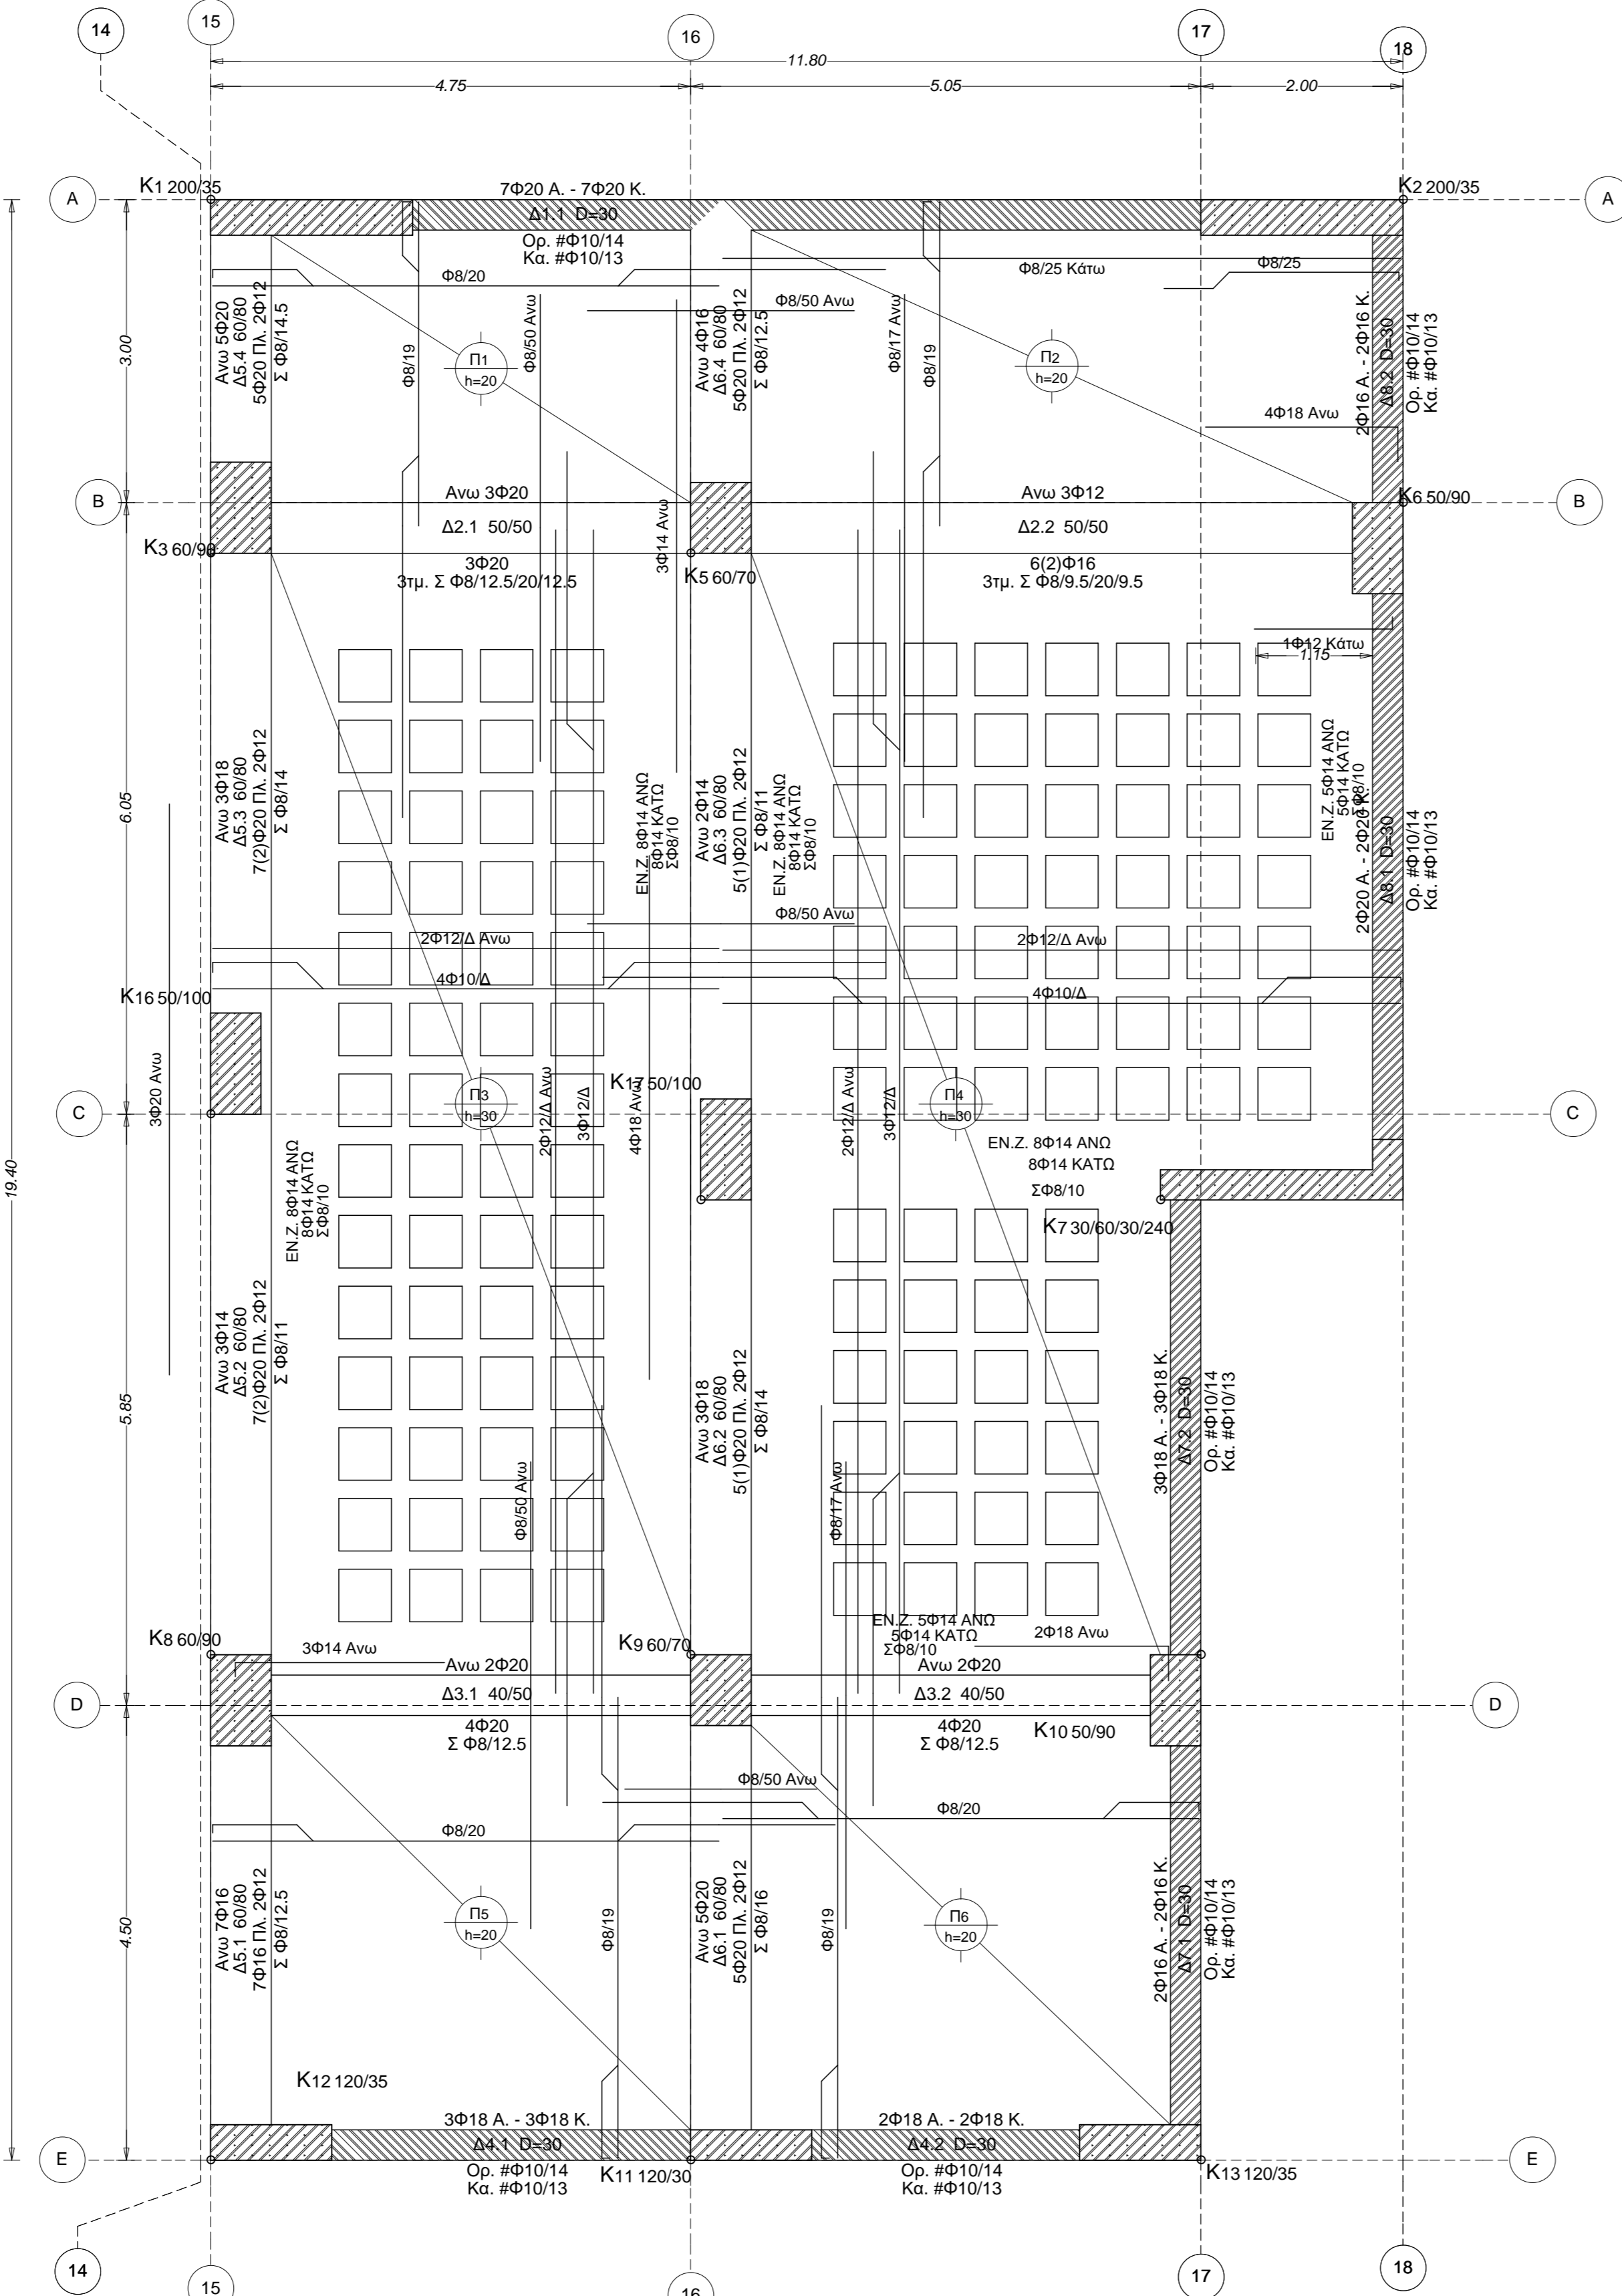 14
15
16
17
18
11.80
4.75
5.05
2.00
A
K1 200/35
7Φ20 Α. - 7Φ20 Κ.
Δ1.1 D=30
Ορ. #Φ10/14
Κα. #Φ10/13
K2 200/35
A
Φ8/20
Φ8/25 Κάτω
Φ8/25
Φ8/50 Ανω
3.00
Ανω 5Φ20
Δ5.4 60/80
5Φ20 Πλ. 2Φ12
Σ Φ8/14.5
Φ8/19
Π1
h=20
Φ8/50 Ανω
Ανω 4Φ16
Δ6.4 60/80
5Φ20 Πλ. 2Φ12
Σ Φ8/12.5
Φ8/17 Ανω
Φ8/19
Π2
h=20
2Φ16 Α. - 2Φ16 Κ.
Δ8.2 D=30
Ορ. #Φ10/14
Κα. #Φ10/13
4Φ18 Ανω
B
Ανω 3Φ20
Δ2.1 50/50
3Φ20
3τμ. Σ Φ8/12.5/20/12.5
3Φ14 Ανω
Ανω 3Φ12
Δ2.2 50/50
6(2)Φ16
3τμ. Σ Φ8/9.5/20/9.5
K6 50/90
B
K3 60/90
K5 60/70
1Φ12 Κάτω
1.15
6.05
Ανω 3Φ18
Δ5.3 60/80
7(2)Φ20 Πλ. 2Φ12
Σ Φ8/14
ΕΝ.Ζ. 8Φ14 ΑΝΩ
8Φ14 ΚΑΤΩ
ΣΦ8/10
Ανω 2Φ14
Δ6.3 60/80
5(1)Φ20 Πλ. 2Φ12
Σ Φ8/11
ΕΝ.Ζ. 8Φ14 ΑΝΩ
8Φ14 ΚΑΤΩ
ΣΦ8/10
ΕΝ.Ζ. 5Φ14 ΑΝΩ
5Φ14 ΚΑΤΩ
ΣΦ8/10
2Φ20 Α. - 2Φ20 Κ.
Δ8.1 D=30
Ορ. #Φ10/14
Κα. #Φ10/13
Φ8/50 Ανω
2Φ12/Δ Ανω
2Φ12/Δ Ανω
4Φ10/Δ
4Φ10/Δ
K16 50/100
3Φ20 Ανω
K17 50/100
C
Π3
h=30
2Φ12/Δ Ανω
3Φ12/Δ
4Φ18 Ανω
2Φ12/Δ Ανω
3Φ12/Δ
Π4
h=30
C
ΕΝ.Ζ. 8Φ14 ΑΝΩ
8Φ14 ΚΑΤΩ
ΣΦ8/10
K7 30/60/30/240
19.40
ΕΝ.Ζ. 8Φ14 ΑΝΩ
8Φ14 ΚΑΤΩ
ΣΦ8/10
5.85
Ανω 3Φ14
Δ5.2 60/80
7(2)Φ20 Πλ. 2Φ12
Σ Φ8/11
Φ8/50 Ανω
Ανω 3Φ18
Δ6.2 60/80
5(1)Φ20 Πλ. 2Φ12
Σ Φ8/14
Φ8/17 Ανω
3Φ18 Α. - 3Φ18 Κ.
Δ7.2 D=30
Ορ. #Φ10/14
Κα. #Φ10/13
K8 60/90
3Φ14 Ανω
K9 60/70
ΕΝ.Ζ. 5Φ14 ΑΝΩ
5Φ14 ΚΑΤΩ
ΣΦ8/10
2Φ18 Ανω
D
Ανω 2Φ20
Δ3.1 40/50
4Φ20
Σ Φ8/12.5
Ανω 2Φ20
Δ3.2 40/50
4Φ20
Σ Φ8/12.5
K10 50/90
D
Φ8/50 Ανω
Φ8/20
Φ8/20
4.50
Ανω 7Φ16
Δ5.1 60/80
7Φ16 Πλ. 2Φ12
Σ Φ8/12.5
Π5
h=20
Φ8/19
Ανω 5Φ20
Δ6.1 60/80
5Φ20 Πλ. 2Φ12
Σ Φ8/16
Φ8/19
Π6
h=20
2Φ16 Α. - 2Φ16 Κ.
Δ7.1 D=30
Ορ. #Φ10/14
Κα. #Φ10/13
K12 120/35
E
3Φ18 Α. - 3Φ18 Κ.
Δ4.1 D=30
Ορ. #Φ10/14
Κα. #Φ10/13
K11 120/30
2Φ18 Α. - 2Φ18 Κ.
Δ4.2 D=30
Ορ. #Φ10/14
Κα. #Φ10/13
K13 120/35
E
14
15
16
17
18